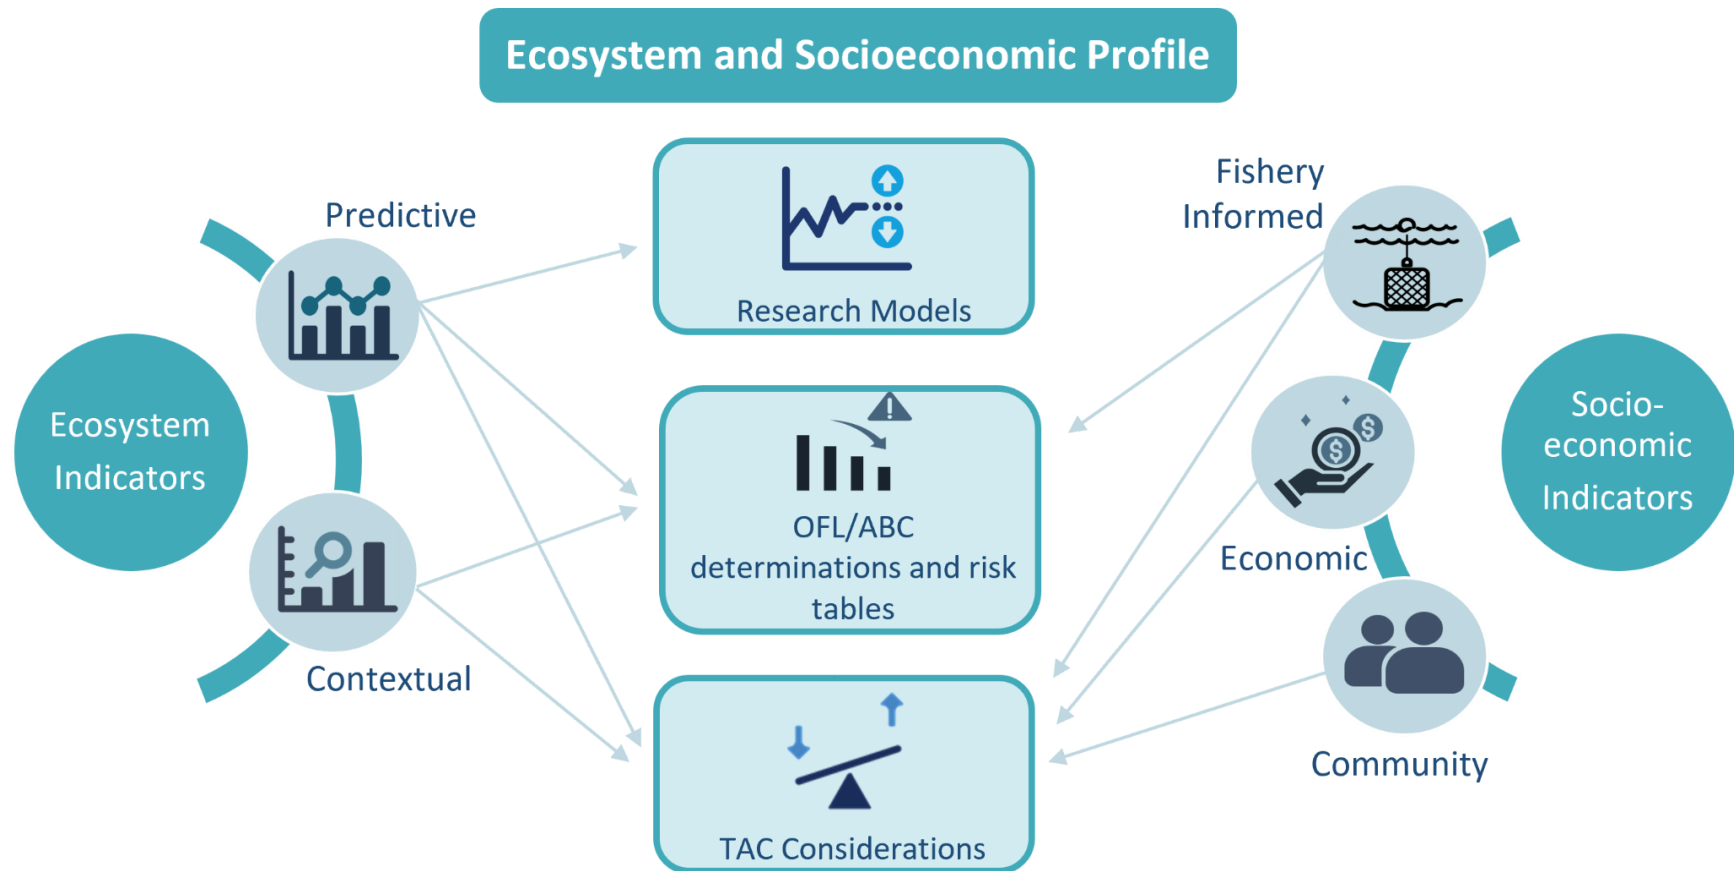 Ecosystem and Socioeconomic Profile
Predictive
Ecosystem
Indicators
Contextual
Research Models
OFL/ABC
determinations and risk
tables
TAC Considerations
Fishery
Informed
Economic
Community
Socio-
economic
Indicators